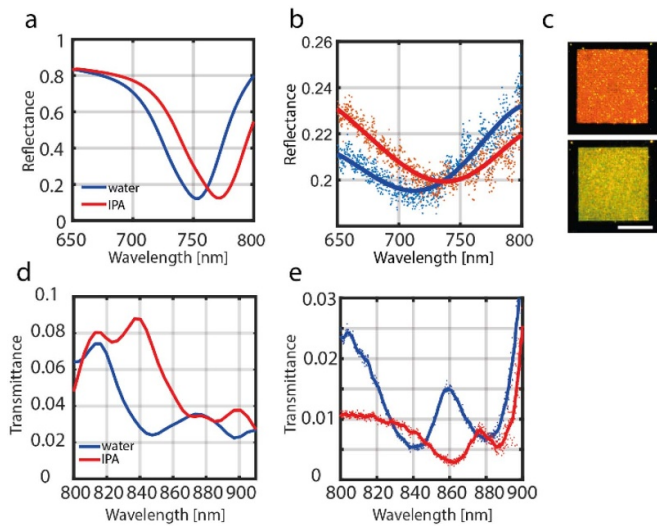 a
1
0.8
0.6
0.4
0.2
0
Reflectance
water
IPA
650 700 750 800
Wavelength [nm]
b
0.26
0.24
0.22
0.2
Reflectance
650 700 750 800
Wavelength [nm]
c
d
0.1
0.08
0.06
0.04
0.02
0
Transmittance
water
IPA
800 820 840 860 880 900
Wavelength [nm]
e
0.03
0.02
0.01
0
Transmittance
800 820 840 860 880 900
Wavelength [nm]